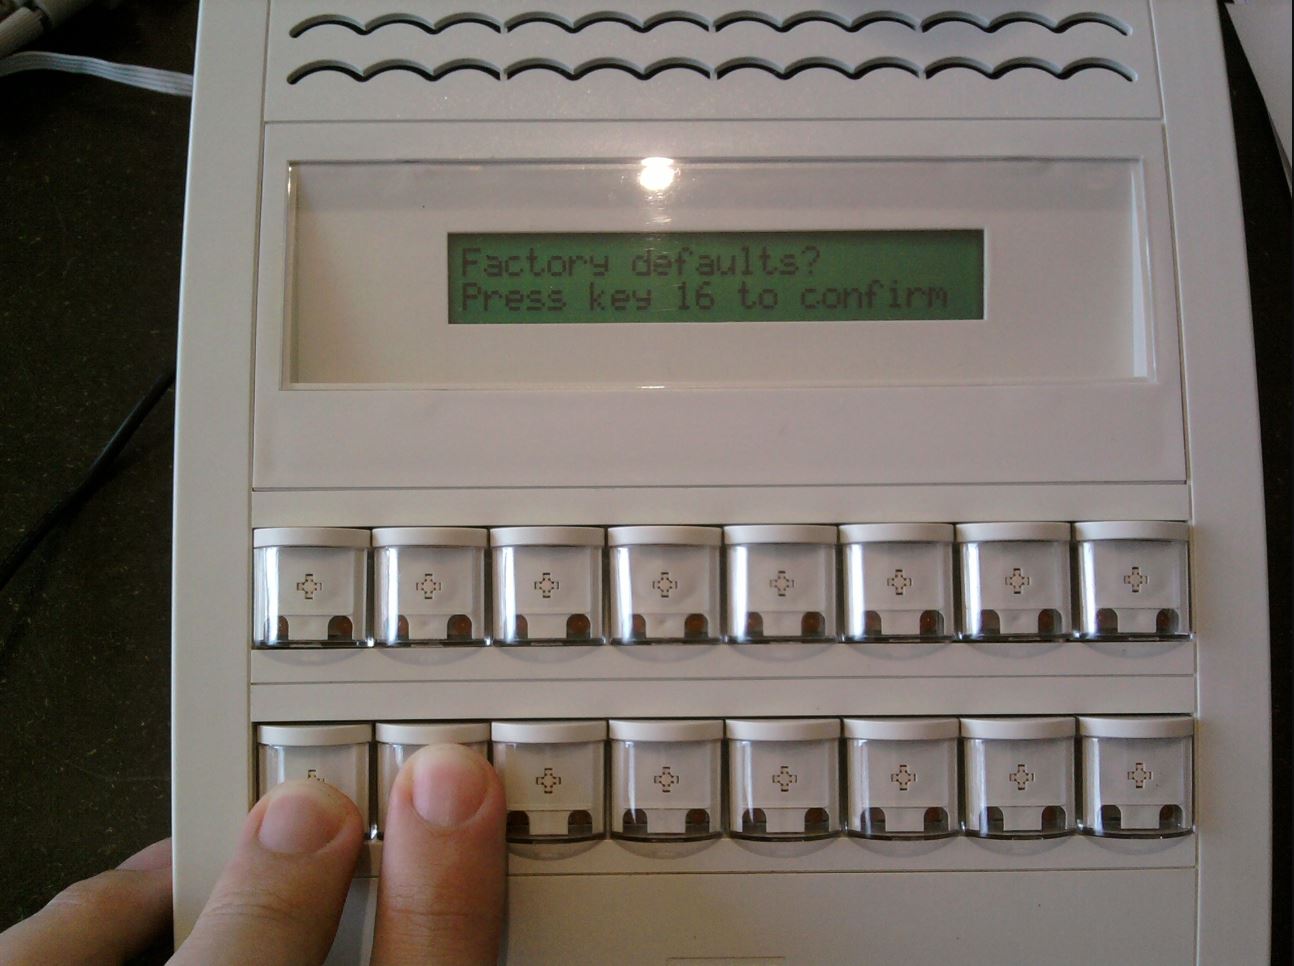 Factory defaults?
Press key 16 to confirm